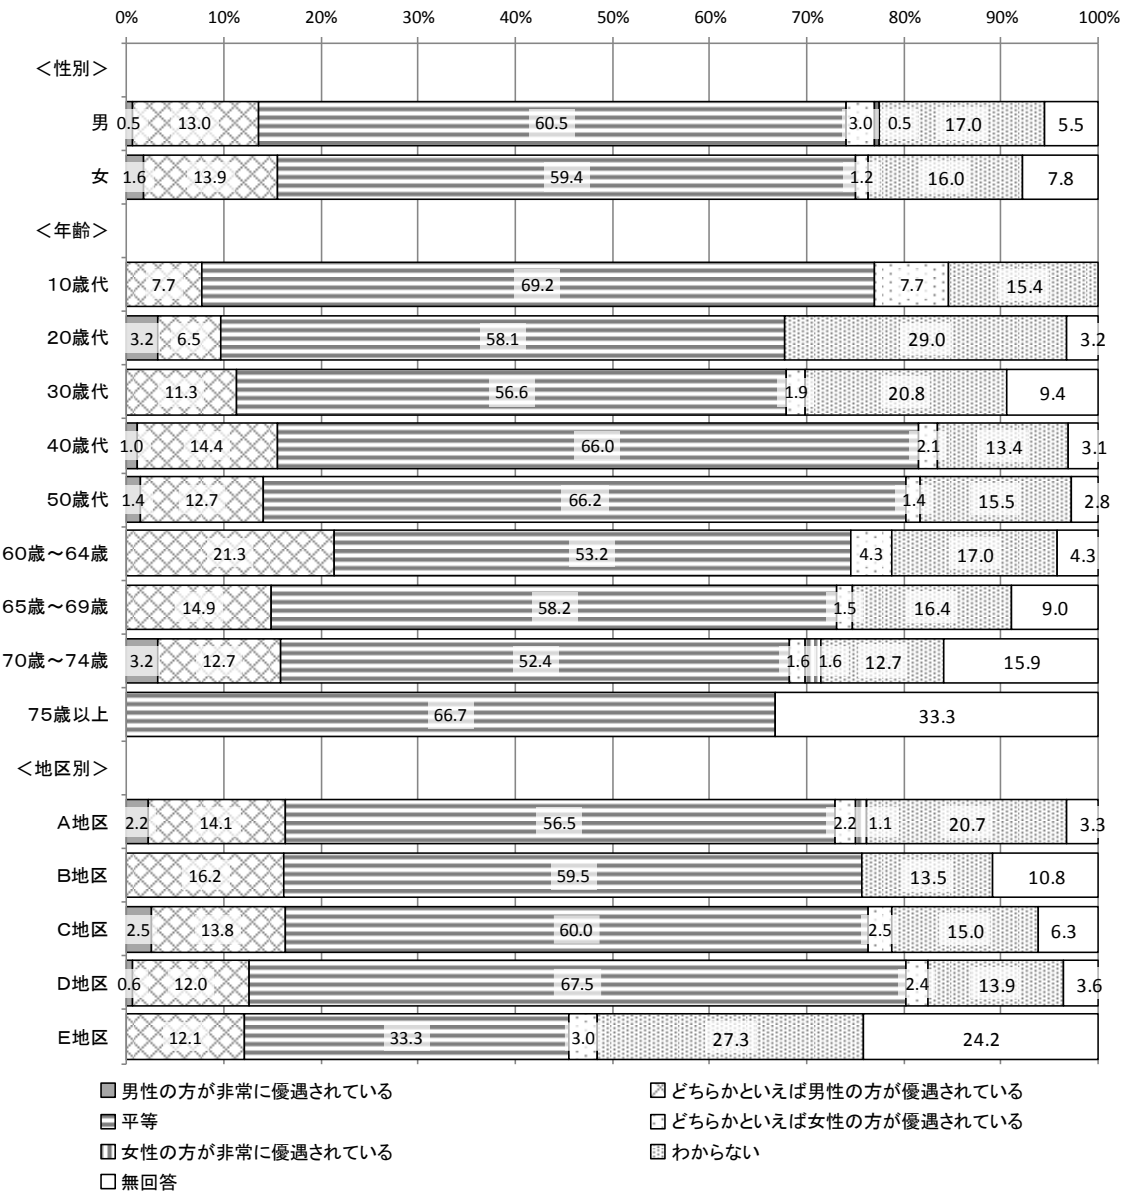 0% 10% 20% 30% 40% 50% 60% 70% 80% 90% 100%
＜性別＞
男 0.5 13.0 60.5 3.0 0.5 17.0 5.5
女 1.6 13.9 59.4 1.2 16.0 7.8
＜年齢＞
10歳代 7.7 69.2 7.7 15.4
20歳代 3.2 6.5 58.1 29.0 3.2
30歳代 11.3 56.6 1.9 20.8 9.4
40歳代 1.0 14.4 66.0 2.1 13.4 3.1
50歳代 1.4 12.7 66.2 1.4 15.5 2.8
60歳～64歳 21.3 53.2 4.3 17.0 4.3
65歳～69歳 14.9 58.2 1.5 16.4 9.0
70歳～74歳 3.2 12.7 52.4 1.6 1.6 12.7 15.9
75歳以上 66.7 33.3
＜地区別＞
A地区 2.2 14.1 56.5 2.2 1.1 20.7 3.3
B地区 16.2 59.5 13.5 10.8
C地区 2.5 13.8 60.0 2.5 15.0 6.3
D地区 0.6 12.0 67.5 2.4 13.9 3.6
E地区 12.1 33.3 3.0 27.3 24.2
男性の方が非常に優遇されている どちらかといえば男性の方が優遇されている
平等 どちらかといえば女性の方が優遇されている
女性の方が非常に優遇されている わからない
無回答